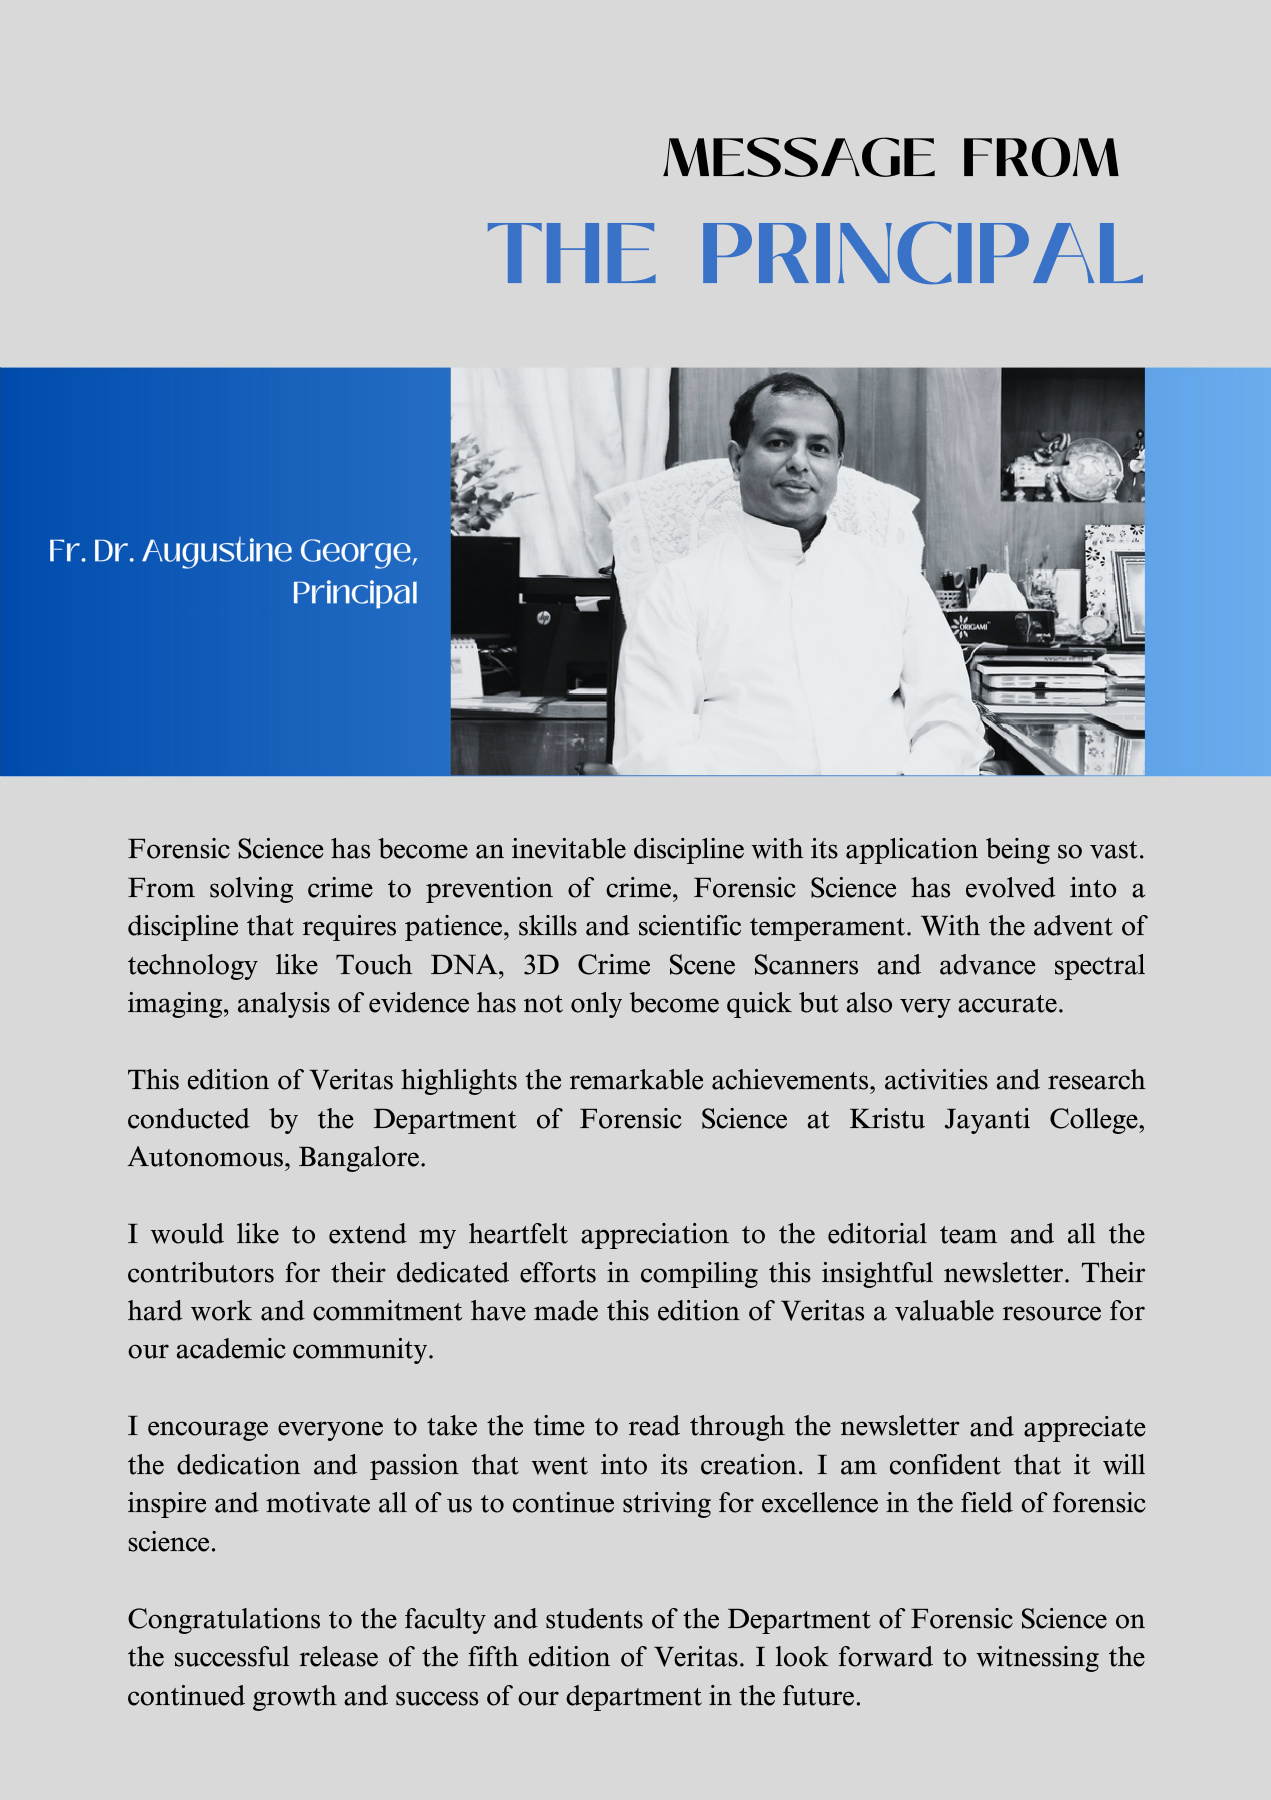 MESSAGE FROM
THE PRINCIPAL
Fr. Dr. Augustine George,
Principal
hp
ORIGAMI
Forensic Science has become an inevitable discipline with its application being so vast.
From solving crime to prevention of crime, Forensic Science has evolved into a
discipline that requires patience, skills and scientific temperament. With the advent of
technology like Touch DNA, 3D Crime Scene Scanners and advance spectral
imaging, analysis of evidence has not only become quick but also very accurate.
This edition of Veritas highlights the remarkable achievements, activities and research
conducted by the Department of Forensic Science at Kristu Jayanti College,
Autonomous, Bangalore.
I would like to extend my heartfelt appreciation to the editorial team and all the
contributors for their dedicated efforts in compiling this insightful newsletter. Their
hard work and commitment have made this edition of Veritas a valuable resource for
our academic community.
I encourage everyone to take the time to read through the newsletter and appreciate
the dedication and passion that went into its creation. I am confident that it will
inspire and motivate all of us to continue striving for excellence in the field of forensic
science.
Congratulations to the faculty and students of the Department of Forensic Science on
the successful release of the fifth edition of Veritas. I look forward to witnessing the
continued growth and success of our department in the future.